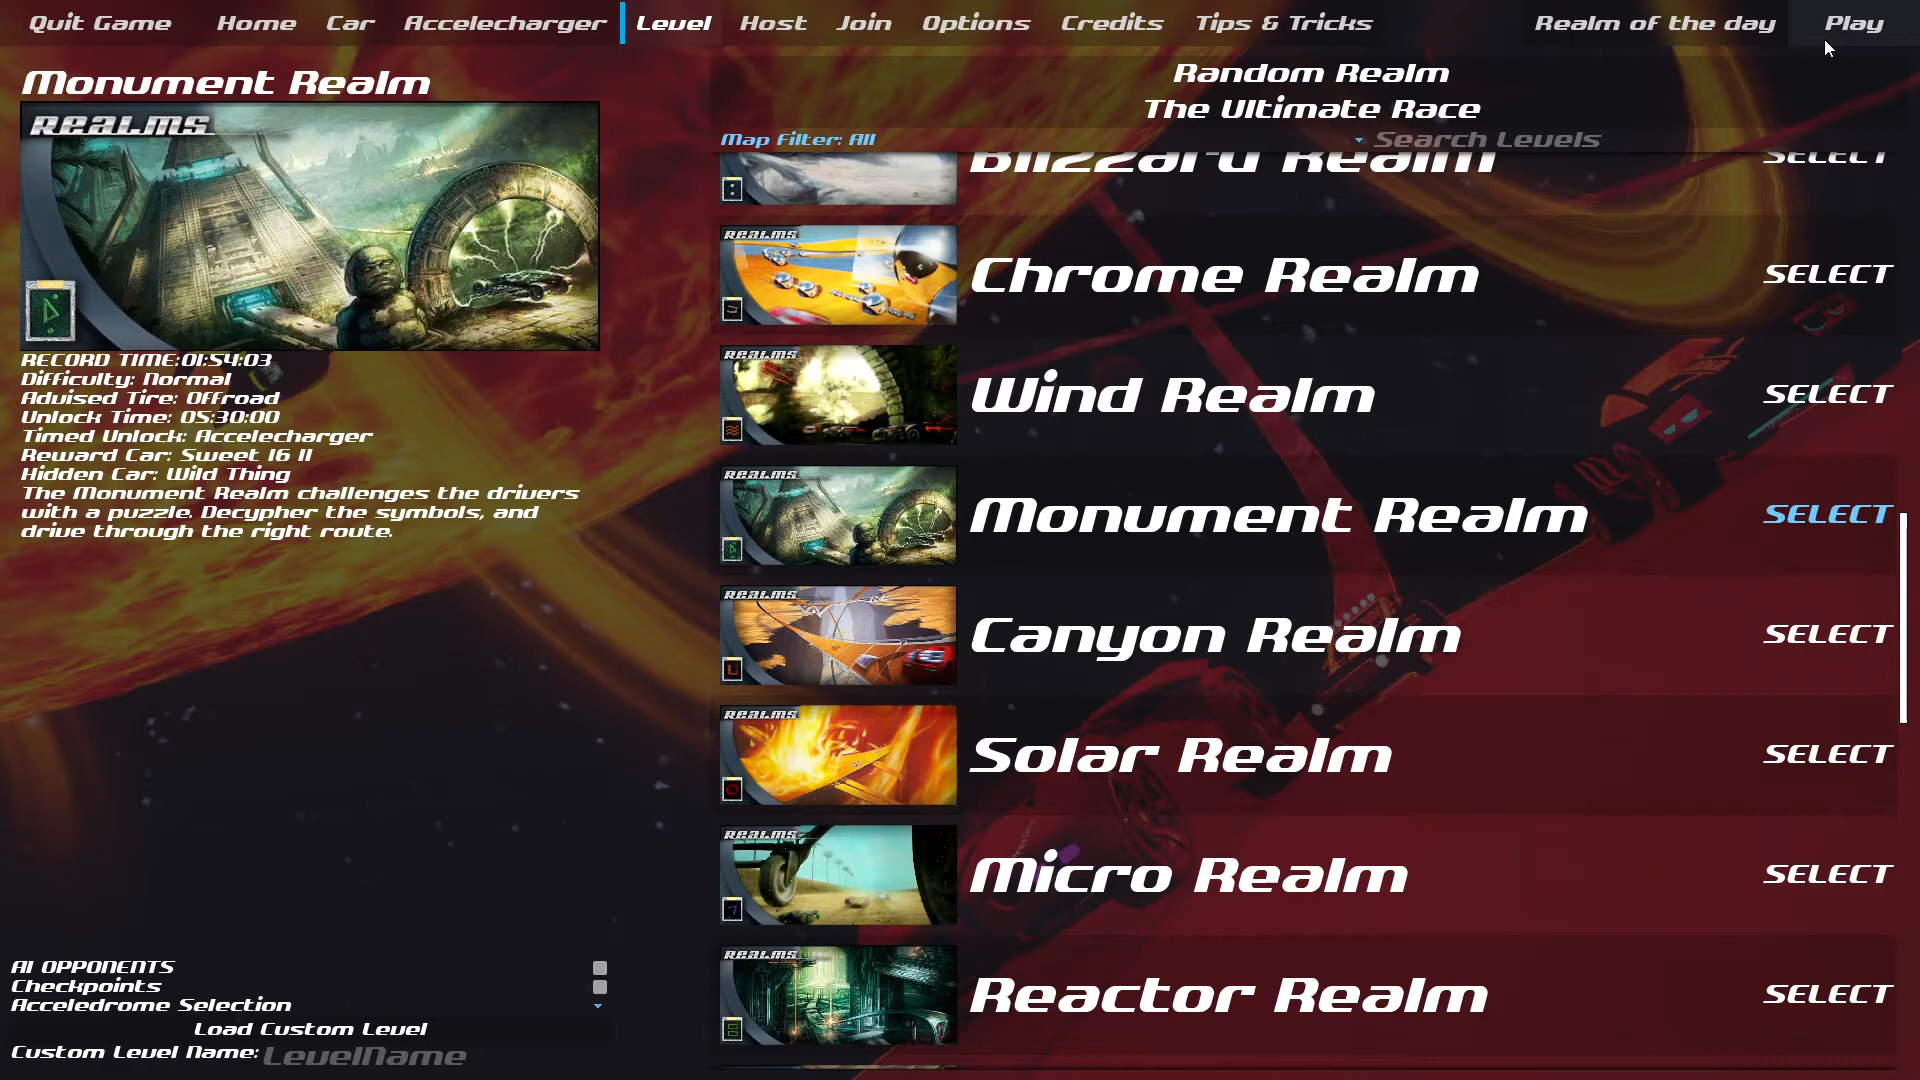 Quit Game Home Car Accelecharger Level Host Join Options Credits Tips & Tricks Realm of the day Play
Monument Realm
REALMS
RECORD TIME:01:54:03
Difficulty: Normal
Advised Tire: Offroad
Unlock Time: 05:30:00
Timed Unlock: Accelecharger
Reward Car: Sweet 16 II
Hidden Car: Wild Thing
The Monument Realm challenges the drivers
with a puzzle. Decypher the symbols, and
drive through the right route.
AI OPPONENTS
Checkpoints
Acceledrome Selection
Load Custom Level
Custom Level Name: LevelName
Random Realm
The Ultimate Race
Map Filter: All Search Levels
Blizzard Realm SELECT
REALMS Chrome Realm SELECT
REALMS Wind Realm SELECT
REALMS Monument Realm SELECT
REALMS Canyon Realm SELECT
REALMS Solar Realm SELECT
REALMS Micro Realm SELECT
REALMS Reactor Realm SELECT